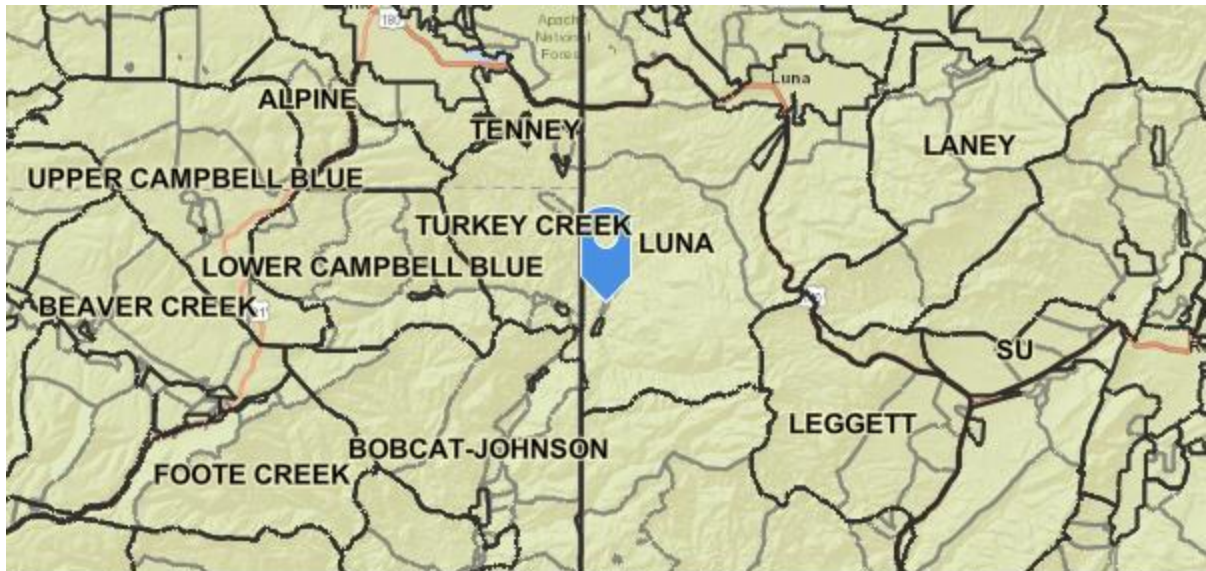 180
Apache
National
Forest
Luna
ALPINE
TENNEY
LANEY
UPPER CAMPBELL BLUE
TURKEY CREEK
LUNA
LOWER CAMPBELL BLUE
BEAVER CREEK
SU
LEGGETT
BOBCAT-JOHNSON
FOOTE CREEK